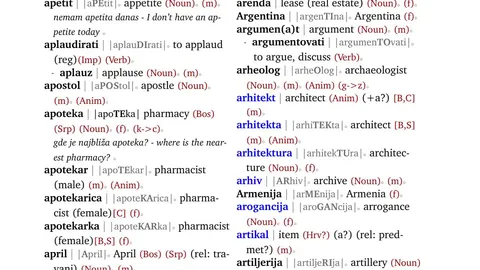 apetit | |aPEtit|◦ appetite (Noun)◦ (m)◦
nemam apetita danas - I don't have an ap-
petite today ◦
aplaudirati | |aplauDIrati◦ to applaud
(reg)(Imp) (Verb)
· aplauz | applause (Noun)◦ (m)◦
apostol | |aPOStol|◦ apostle (Noun)◦
(m)◦ (Anim)
apoteka | |apoTEka| pharmacy (Bos)
(Srp) (Noun)◦ (f)◦ (k->c)◦
gde je najbliža apoteka? - where is the near-
est pharmacy? ◦
apotekar | |apoTEkar|◦ pharmacist
(male) (m)◦ (Anim)
apotekarica | |apoteKArica|◦ pharma-
cist (female)[C] (f)◦
apotekarka | |apoteKARka◦ pharmacist
(female)[B,S] (f)◦
april | |April|◦ April (Bos) (Srp) (rel: tra-
vanj) (Noun)◦ (m)◦
arenda | lease (real estate) (Noun)◦ (f)◦
Argentina | |argenTIna|◦ Argentina (f)◦
argumen(a)t | argument (Noun)◦ (m)◦
· argumentovati | |argumenTOvati|◦
to argue, discuss (Verb)◦
arheolog | |arheOlog|◦ archaeologist
(Noun)◦ (m)◦ (Anim) (g->z)◦
arhitekt | architect (Anim) (+a?) [B,C]
(m)◦
arhitekta | |arhiTEKta◦ architect [B,S]
(m)◦ (Anim)◦
arhitektura | |arhitekTUra|◦ architec-
ture (Noun)◦ (f)◦
arhiv | |ARhiv|◦ archive (Noun)◦ (m)◦
Armenija | |arMEnija|◦ Armenia (f)◦
arogancija | |aroGANcija|◦ arrogance
(Noun)◦ (f)◦
artikal | item (Hrv?) (a?) (rel: pred-
met?) (m)◦
artiljerija | |artiljeRIja|◦ artillery (Noun)